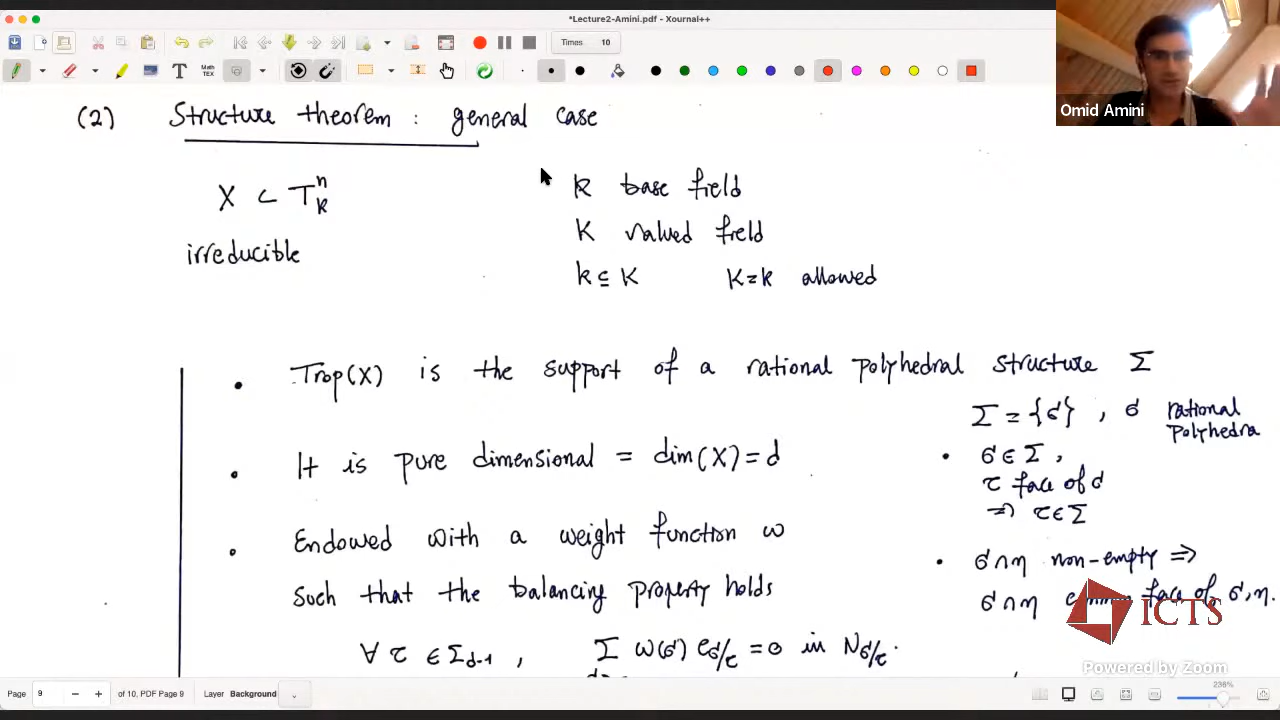 *Lecture2-Amini.pdf - Xournal++
Times 10
Omid Amini
(2) Structure theorem : general case
X ⊂ T^n_k
irreducible
k base field
K valued field
k ⊆ K K=k allowed
• Trop(X) is the support of a rational polyhedral structure Σ
Σ = {σ} , σ rational polyhedra
• It is pure dimensional = dim(X) = d
• σ ∈ Σ ,
τ face of σ
⇒ τ ∈ Σ
• Endowed with a weight function ω
such that the balancing property holds
• σ∩η non-empty ⇒
σ∩η common face of σ, η.
∀ τ ∈ Σ_{d-1} , Σ ω(σ) e_{σ/τ} = 0 in N_{σ/τ} .
ICTS
Powered by Zoom
Page 9 of 10, PDF Page 9 Layer Background
238%